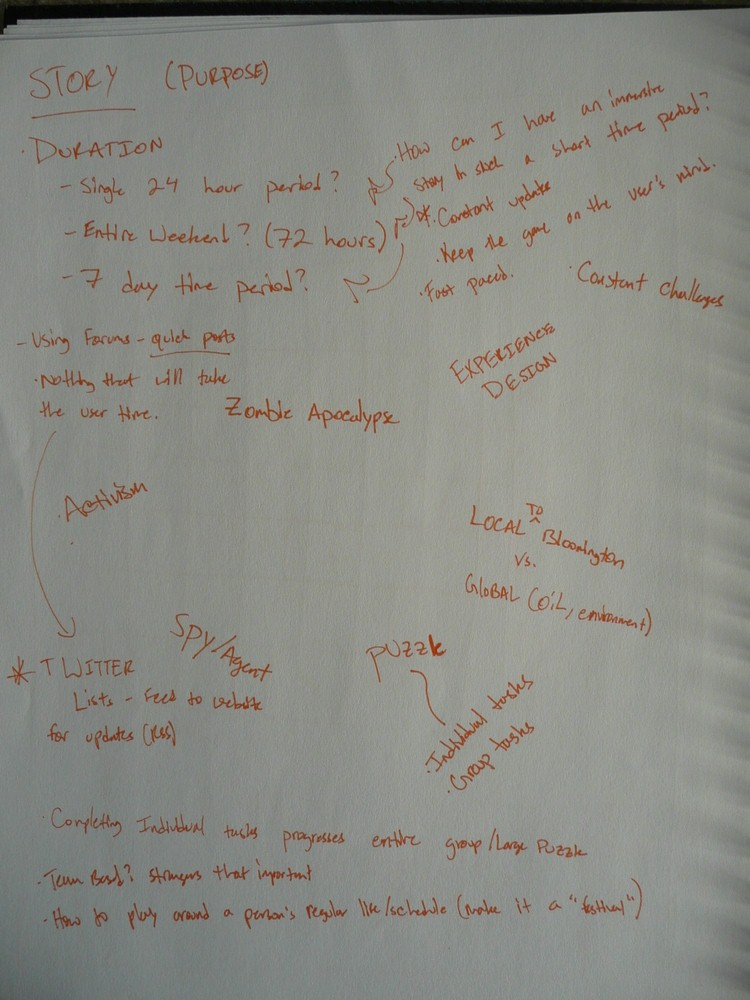 STORY (PURPOSE)
· DURATION
- Single 24 hour period?
- Entire Weekend? (72 hours)
- 7 day time period?
· How can I have an immersive
story in such a short time period?
* · Constant updates
· Keep the game on the user's mind.
· Fast paced.
· Constant challenges
- Using Forums - quick posts
· Nothing that will take
the user time.
Zombie Apocalypse
EXPERIENCE
DESIGN
· Activism
LOCAL TO Bloomington
vs.
GLOBAL (OIL, environment)
* TWITTER
Lists - Feed to website
for updates (RSS)
SPY/Agent
PUZZLE
· Individual tasks
· Group tasks
· Completing Individual tasks progresses entire group/Large Puzzle
· Team Based? strangers that important
· How to play around a person's regular life/schedule (make it a "festival")